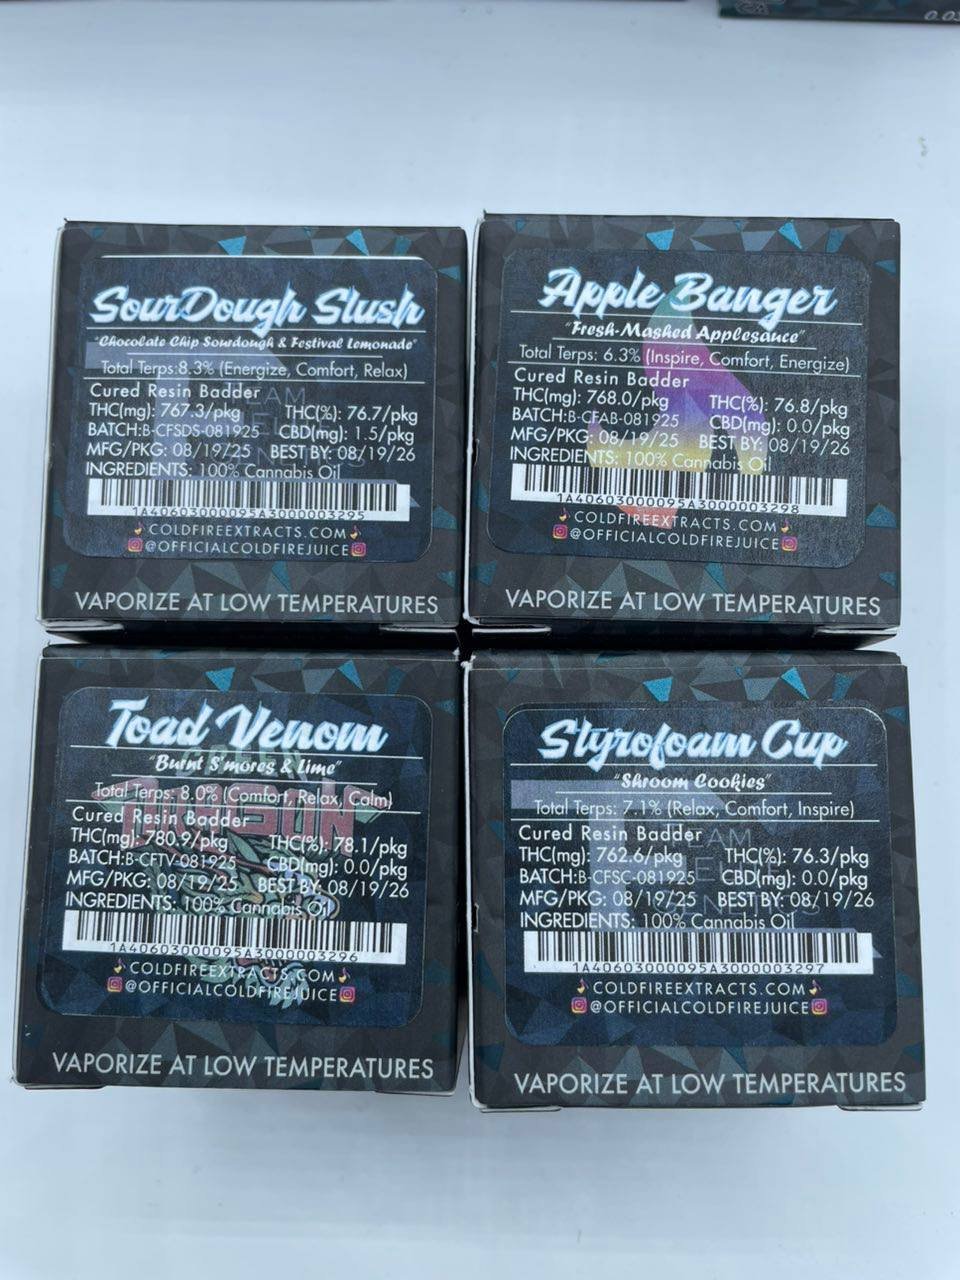 0.03
SourDough Slush
"Chocolate Chip Sourdough & Festival Lemonade"
Total Terps:8.3% (Energize, Comfort, Relax)
Cured Resin Badder
THC(mg): 767.3/pkg THC(%): 76.7/pkg
BATCH:B-CFSDS-081925 CBD(mg): 1.5/pkg
MFG/PKG: 08/19/25 BEST BY: 08/19/26
INGREDIENTS: 100% Cannabis Oil
1A40603000095A3000003295
COLDFIREEXTRACTS.COM
@OFFICIALCOLDFIREJUICE
VAPORIZE AT LOW TEMPERATURES
Apple Banger
"Fresh-Mashed Applesauce"
Total Terps: 6.3% (Inspire, Comfort, Energize)
Cured Resin Badder
THC(mg): 768.0/pkg THC(%): 76.8/pkg
BATCH:B-CFAB-081925 CBD(mg): 0.0/pkg
MFG/PKG: 08/19/25 BEST BY: 08/19/26
INGREDIENTS: 100% Cannabis Oil
1A40603000095A3000003298
COLDFIREEXTRACTS.COM
@OFFICIALCOLDFIREJUICE
VAPORIZE AT LOW TEMPERATURES
Toad Venom
"Burnt S'mores & Lime"
Total Terps: 8.0% (Comfort, Relax, Calm)
Cured Resin Badder
THC(mg): 780.9/pkg THC(%): 78.1/pkg
BATCH:B-CFTV-081925 CBD(mg): 0.0/pkg
MFG/PKG: 08/19/25 BEST BY: 08/19/26
INGREDIENTS: 100% Cannabis Oil
1A40603000095A3000003296
COLDFIREEXTRACTS.COM
@OFFICIALCOLDFIREJUICE
VAPORIZE AT LOW TEMPERATURES
Styrofoam Cup
"Shroom Cookies"
Total Terps: 7.1% (Relax, Comfort, Inspire)
Cured Resin Badder
THC(mg): 762.6/pkg THC(%): 76.3/pkg
BATCH:B-CFSC-081925 CBD(mg): 0.0/pkg
MFG/PKG: 08/19/25 BEST BY: 08/19/26
INGREDIENTS: 100% Cannabis Oil
1A40603000095A3000003297
COLDFIREEXTRACTS.COM
@OFFICIALCOLDFIREJUICE
VAPORIZE AT LOW TEMPERATURES